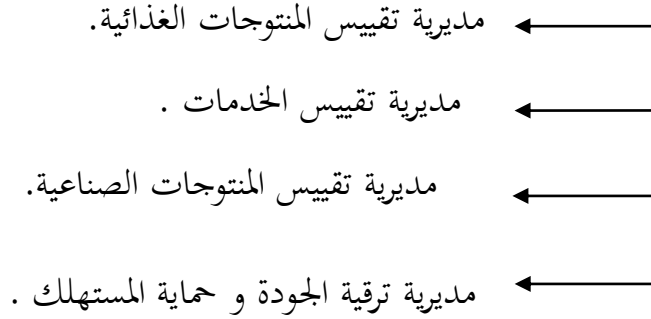 مديرية تقييس المنتوجات الغذائية.
مديرية تقييس الخدمات .
مديرية تقييس المنتوجات الصناعية.
مديرية ترقية الجودة و حماية المستهلك .